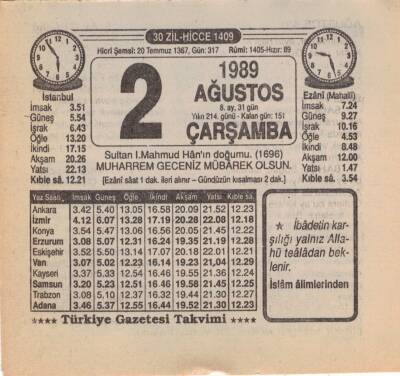 30 ZİL-HİCCE 1409
Hicrî Şemsî: 20 Temmuz 1367, Gün: 317 Rûmî: 1405-Hızır: 89
2
1989
AĞUSTOS
8. ay, 31 gün
Yılın 214. günü - Kalan gün: 151
ÇARŞAMBA
İstanbul
İmsak 3.51
Güneş 5.54
İşrak 6.43
Öğle 13.20
İkindi 17.15
Akşam 20.26
Yatsı 22.13
Kıble sâ. 12.21
Ezânî (Mahallî)
İmsak 7.24
Güneş 9.27
İşrak 10.16
Öğle 4.53
İkindi 8.48
Akşam 12.00
Yatsı 1.47
Kıble sâ. 3.54
Sultan I.Mahmud Hân'ın doğumu. (1696)
MUHARREM GECENİZ MÜBÂREK OLSUN.
[Ezânî sâat 1 dak. ileri alınır – Gündüzün kısalması 2 dak.]
Yaz Saati İmsak Güneş Öğle İkindi Akşam Yatsı Kıble sâ.
Ankara 3.42 5.40 13.05 16.58 20.09 21.52 12.23
İzmir 4.12 6.07 13.28 17.19 20.28 22.08 12.18
Konya 3.54 5.47 13.06 16.56 20.05 21.45 12.22
Erzurum 3.08 5.07 12.31 16.24 19.35 21.19 12.28
Eskişehir 3.52 5.50 13.14 17.07 20.18 22.01 12.21
Van 3.07 5.02 12.23 16.14 19.23 21.04 12.29
Kayseri 3.37 5.33 12.54 16.46 19.55 21.36 12.24
Samsun 3.20 5.23 12.51 16.46 19.58 21.45 12.25
Trabzon 3.08 5.10 12.37 16.32 19.44 21.30 12.27
Adana 3.46 5.37 12.55 16.44 19.52 21.30 12.23
★ İbâdetin kar-
şılığı yalnız Alla-
hü teâlâdan bek-
lenir.
İslâm âlimlerinden
★★★★ Türkiye Gazetesi Takvimi ★★★★